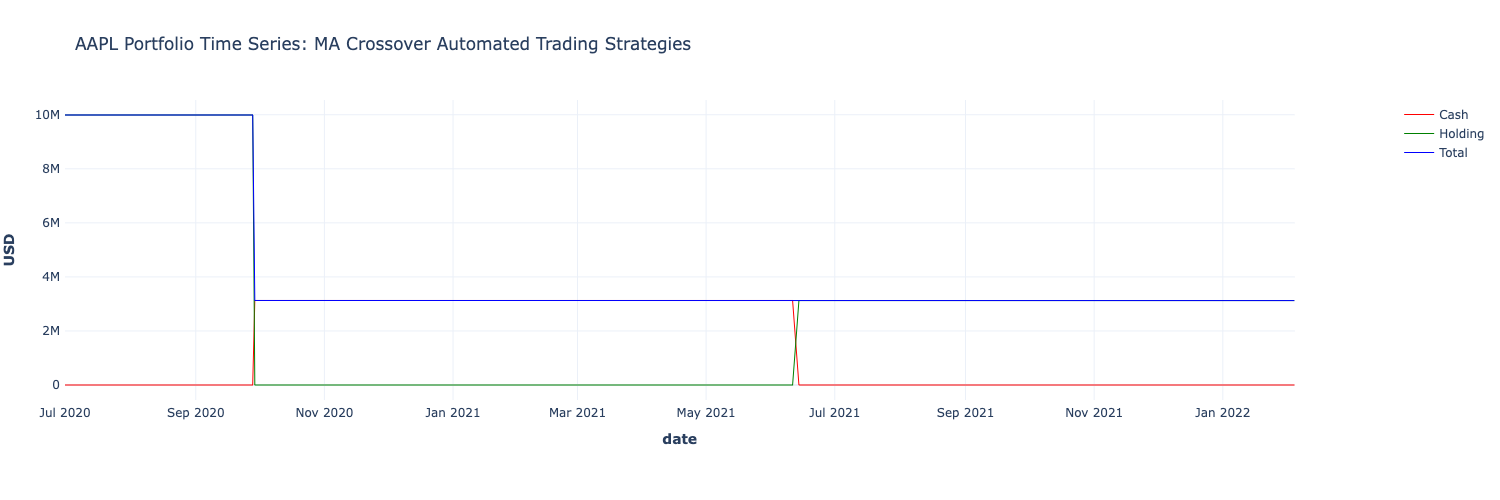 AAPL Portfolio Time Series: MA Crossover Automated Trading Strategies
10M
8M
6M
4M
2M
0
USD
Jul 2020 Sep 2020 Nov 2020 Jan 2021 Mar 2021 May 2021 Jul 2021 Sep 2021 Nov 2021 Jan 2022
date
Cash
Holding
Total